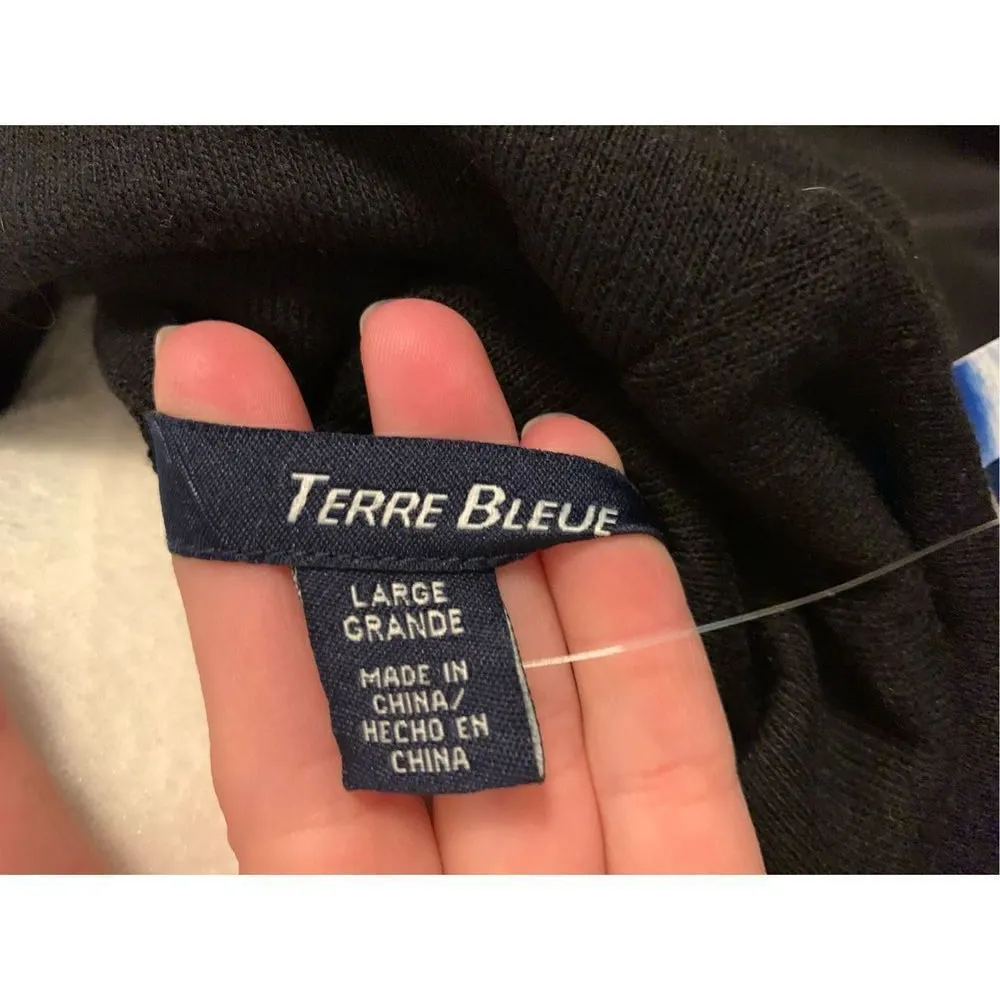 TERRE BLEUE
LARGE
GRANDE
MADE IN
CHINA/
HECHO EN
CHINA